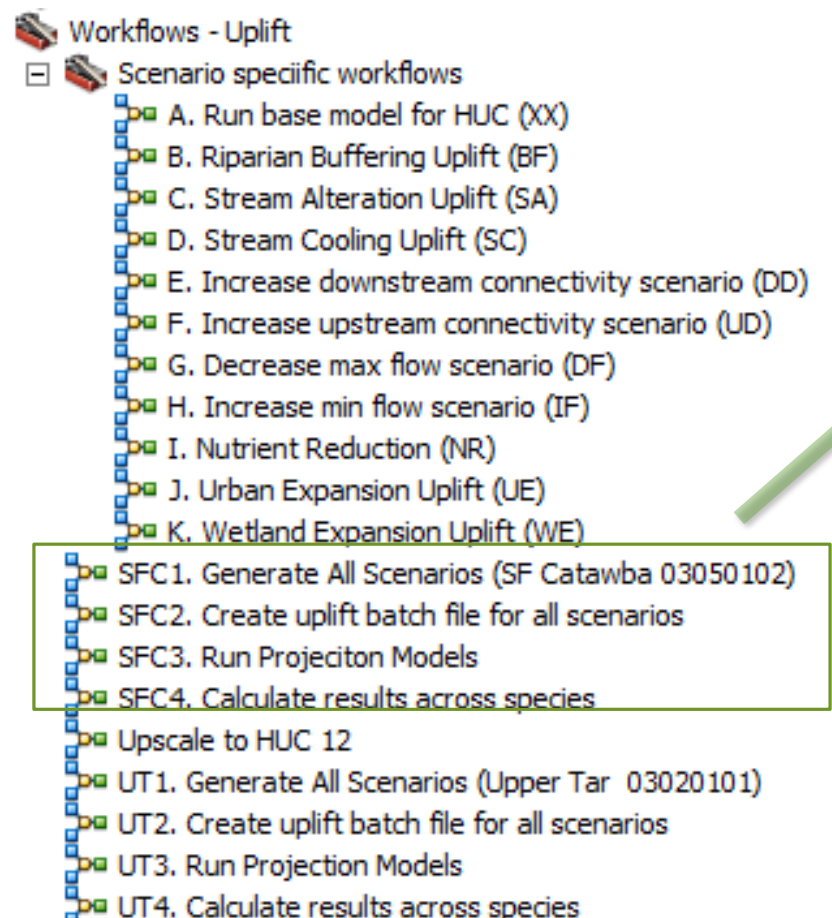 Workflows - Uplift
Scenario speciific workflows
A. Run base model for HUC (XX)
B. Riparian Buffering Uplift (BF)
C. Stream Alteration Uplift (SA)
D. Stream Cooling Uplift (SC)
E. Increase downstream connectivity scenario (DD)
F. Increase upstream connectivity scenario (UD)
G. Decrease max flow scenario (DF)
H. Increase min flow scenario (IF)
I. Nutrient Reduction (NR)
J. Urban Expansion Uplift (UE)
K. Wetland Expansion Uplift (WE)
SFC1. Generate All Scenarios (SF Catawba 03050102)
SFC2. Create uplift batch file for all scenarios
SFC3. Run Projeciton Models
SFC4. Calculate results across species
Upscale to HUC 12
UT1. Generate All Scenarios (Upper Tar  03020101)
UT2. Create uplift batch file for all scenarios
UT3. Run Projection Models
UT4. Calculate results across species